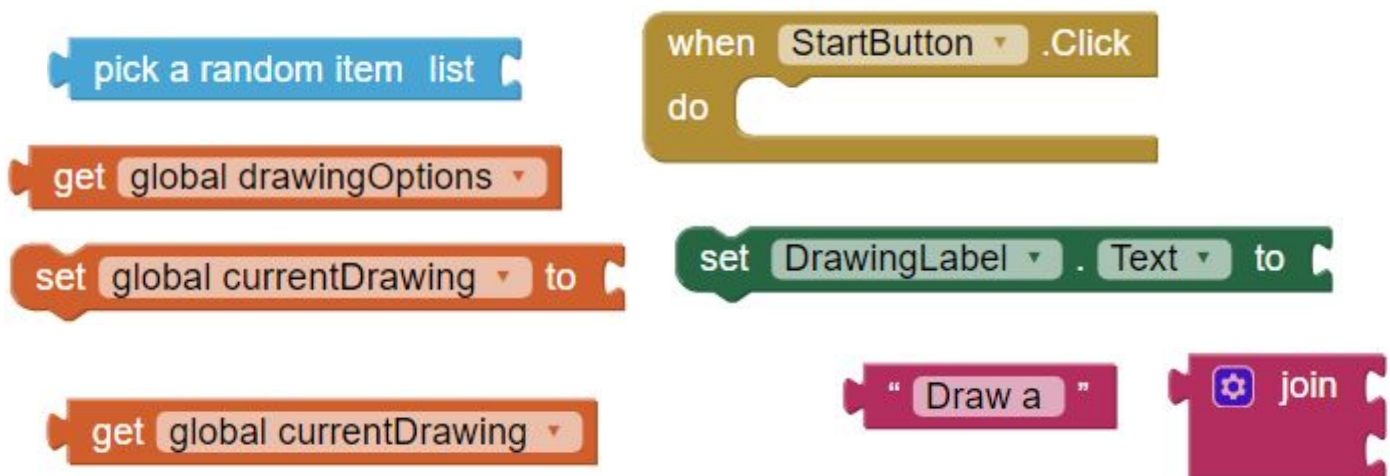 pick a random item list
when StartButton .Click
do
get global drawingOptions
set global currentDrawing to
set DrawingLabel . Text to
get global currentDrawing
“ Draw a ”
join